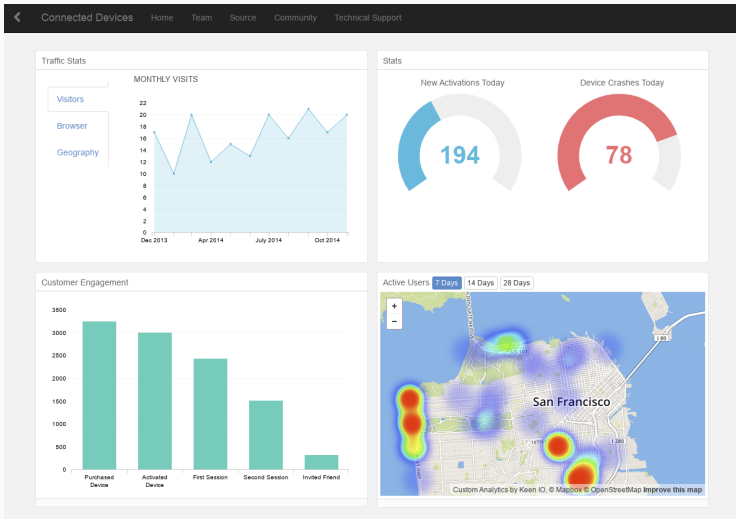 Connected Devices Home Team Source Community Technical Support
Traffic Stats
MONTHLY VISITS
Visitors
Browser
Geography
22
20
18
16
14
12
10
8
6
4
2
0
Dec 2013 Apr 2014 July 2014 Oct 2014
Stats
New Activations Today Device Crashes Today
194 78
Customer Engagement
3500
3000
2500
2000
1500
1000
500
0
Purchased Device Activated Device First Session Second Session Invited Friend
Active Users 7 Days 14 Days 28 Days
+
−
I 80
San Francisco
I 280
Custom Analytics by Keen IO, © Mapbox © OpenStreetMap Improve this map